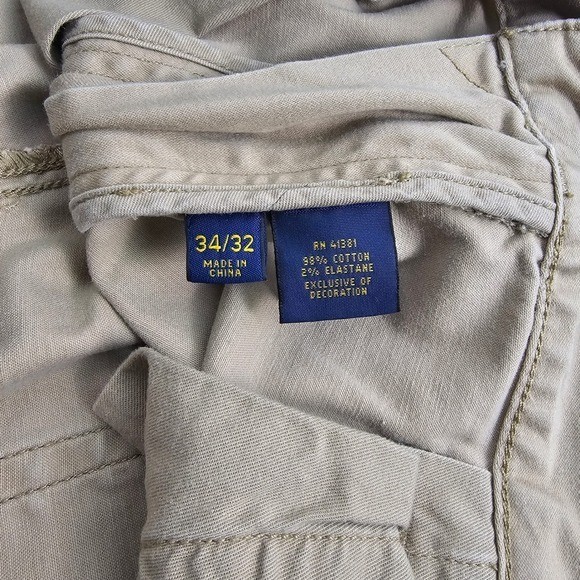 34/32
MADE IN
CHINA
RN 41381
98% COTTON
2% ELASTANE
EXCLUSIVE OF
DECORATION